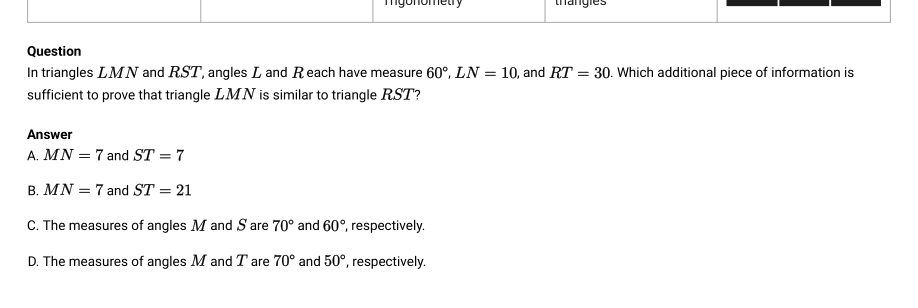 Trigonometry triangles
Question
In triangles LMN and RST, angles L and R each have measure 60°, LN = 10, and RT = 30. Which additional piece of information is
sufficient to prove that triangle LMN is similar to triangle RST?
Answer
A. MN = 7 and ST = 7
B. MN = 7 and ST = 21
C. The measures of angles M and S are 70° and 60°, respectively.
D. The measures of angles M and T are 70° and 50°, respectively.